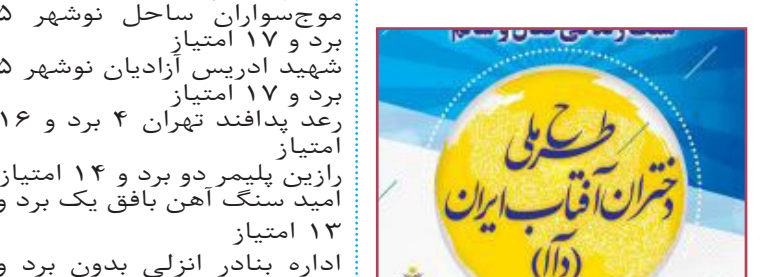 موج‌سواران ساحل نوشهر ۵
برد و ۱۷ امتیاز
شهید ادریس آزادیان نوشهر ۵
برد و ۱۷ امتیاز
رعد پدافند تهران ۴ برد و ۱۶
امتیاز
رازین پلیمر دو برد و ۱۴ امتیاز
امید سنگ آهن بافق یک برد و
۱۳ امتیاز
اداره بنادر انزلی بدون برد و
طرح ملی
دختران آفتاب ایران
(دآا)